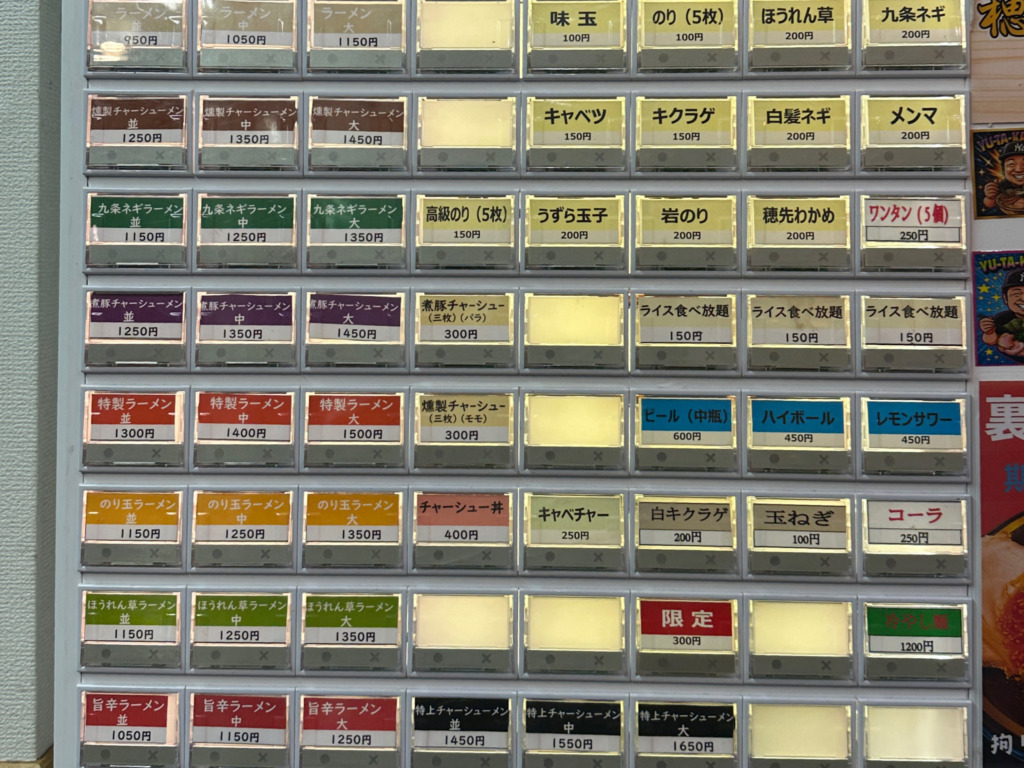 ラーメン
ラーメン
ラーメン
味玉
のり（5枚）
ほうれん草
九条ネギ
950円
1050円
1150円
100円
100円
200円
200円
燻製チャーシューメン
並
1250円
燻製チャーシューメン
中
1350円
燻製チャーシューメン
大
1450円
キャベツ
150円
キクラゲ
150円
白髪ネギ
200円
メンマ
200円
九条ネギラーメン
並
1150円
九条ネギラーメン
中
1250円
九条ネギラーメン
大
1350円
高級のり（5枚）
150円
うずら玉子
200円
岩のり
200円
穂先わかめ
200円
ワンタン（5個）
250円
煮豚チャーシューメン
並
1250円
煮豚チャーシューメン
中
1350円
煮豚チャーシューメン
大
1450円
煮豚チャーシュー
（三枚）（バラ）
300円
ライス食べ放題
150円
ライス食べ放題
150円
ライス食べ放題
150円
特製ラーメン
並
1300円
特製ラーメン
中
1400円
特製ラーメン
大
1500円
燻製チャーシュー
（三枚）（モモ）
300円
ビール（中瓶）
600円
ハイボール
450円
レモンサワー
450円
のり玉ラーメン
並
1150円
のり玉ラーメン
中
1250円
のり玉ラーメン
大
1350円
チャーシュー丼
400円
キャベチャー
250円
白キクラゲ
200円
玉ねぎ
100円
コーラ
250円
ほうれん草ラーメン
並
1150円
ほうれん草ラーメン
中
1250円
ほうれん草ラーメン
大
1350円
限定
300円
1200円
旨辛ラーメン
並
1050円
旨辛ラーメン
中
1150円
旨辛ラーメン
大
1250円
特上チャーシューメン
並
1450円
特上チャーシューメン
中
1550円
特上チャーシューメン
大
1650円
穂
YU-TA-K
YU-TA-K
裏
拘